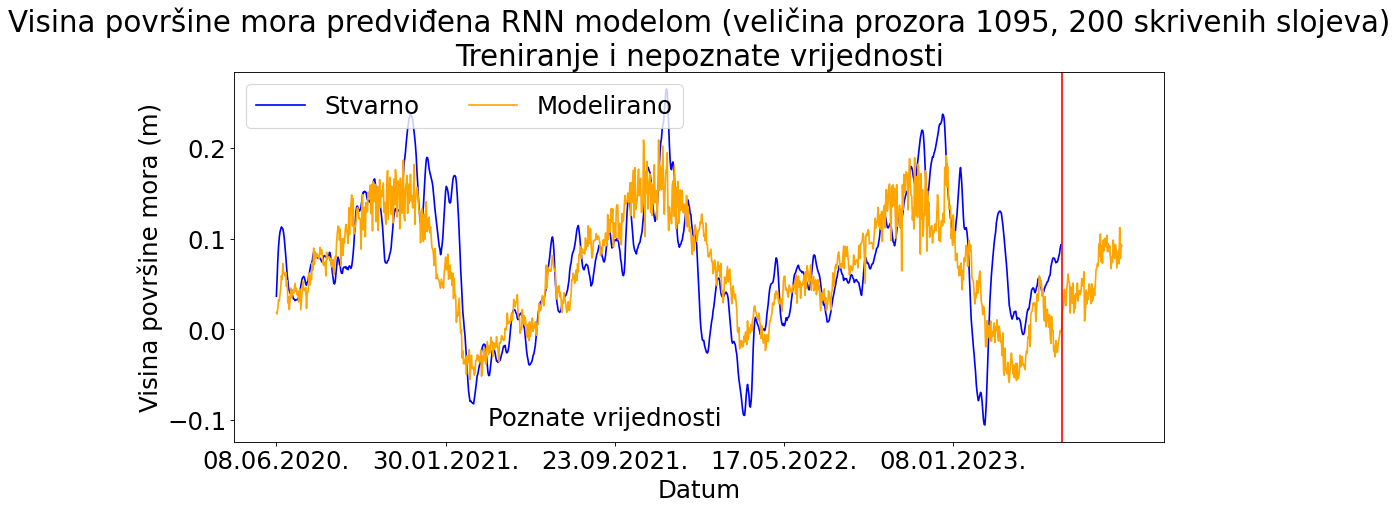 Visina površine mora predviđena RNN modelom (veličina prozora 1095, 200 skrivenih slojeva)
Treniranje i nepoznate vrijednosti
Stvarno
Modelirano
Visina površine mora (m)
0.2
0.1
0.0
−0.1
Poznate vrijednosti
08.06.2020.
30.01.2021.
23.09.2021.
17.05.2022.
08.01.2023.
Datum